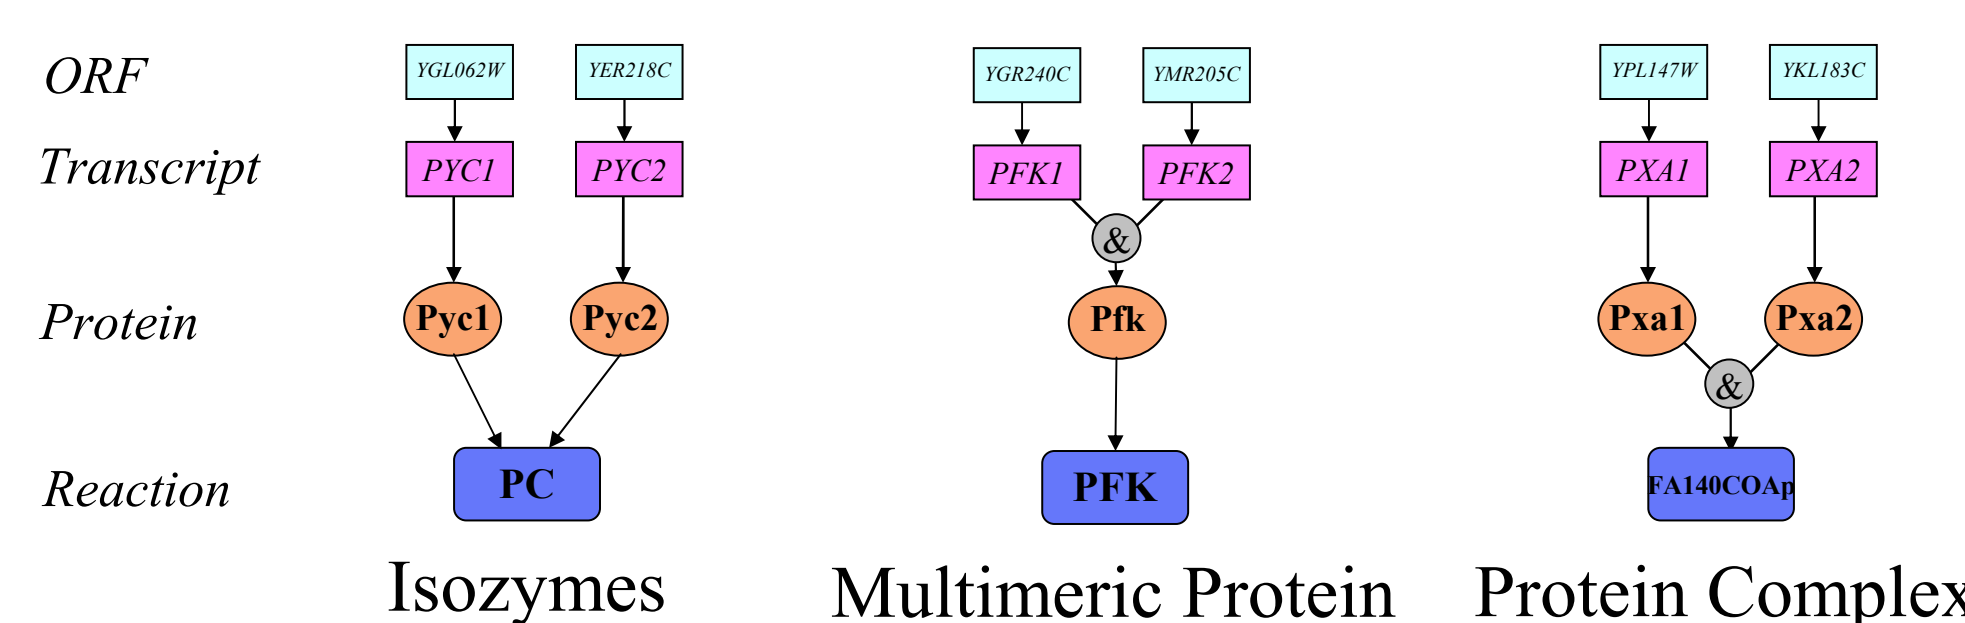 ORF YGL062W YER218C YGR240C YMR205C YPL147W YKL183C
Transcript PYC1 PYC2 PFK1 PFK2 PXA1 PXA2
&
Protein Pyc1 Pyc2 Pfk Pxa1 Pxa2
&
Reaction PC PFK FA140COAp
Isozymes Multimeric Protein Protein Complex